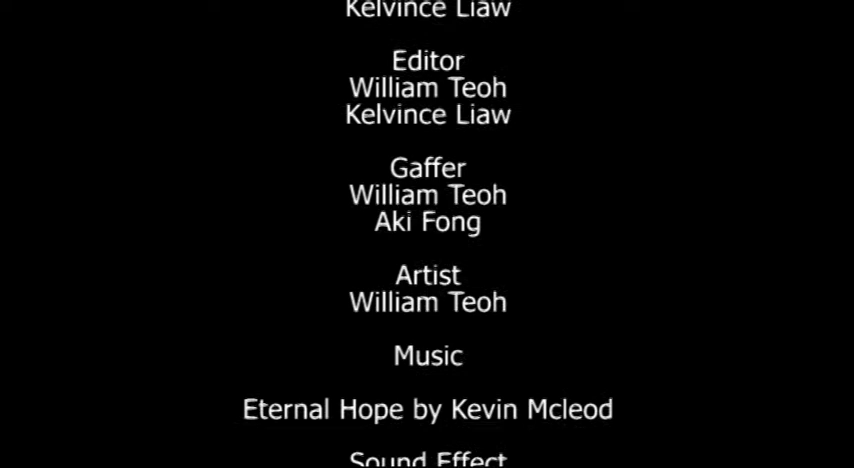 Kelvince Liaw
Editor
William Teoh
Kelvince Liaw
Gaffer
William Teoh
Aki Fong
Artist
William Teoh
Music
Eternal Hope by Kevin Mcleod
Sound Effect